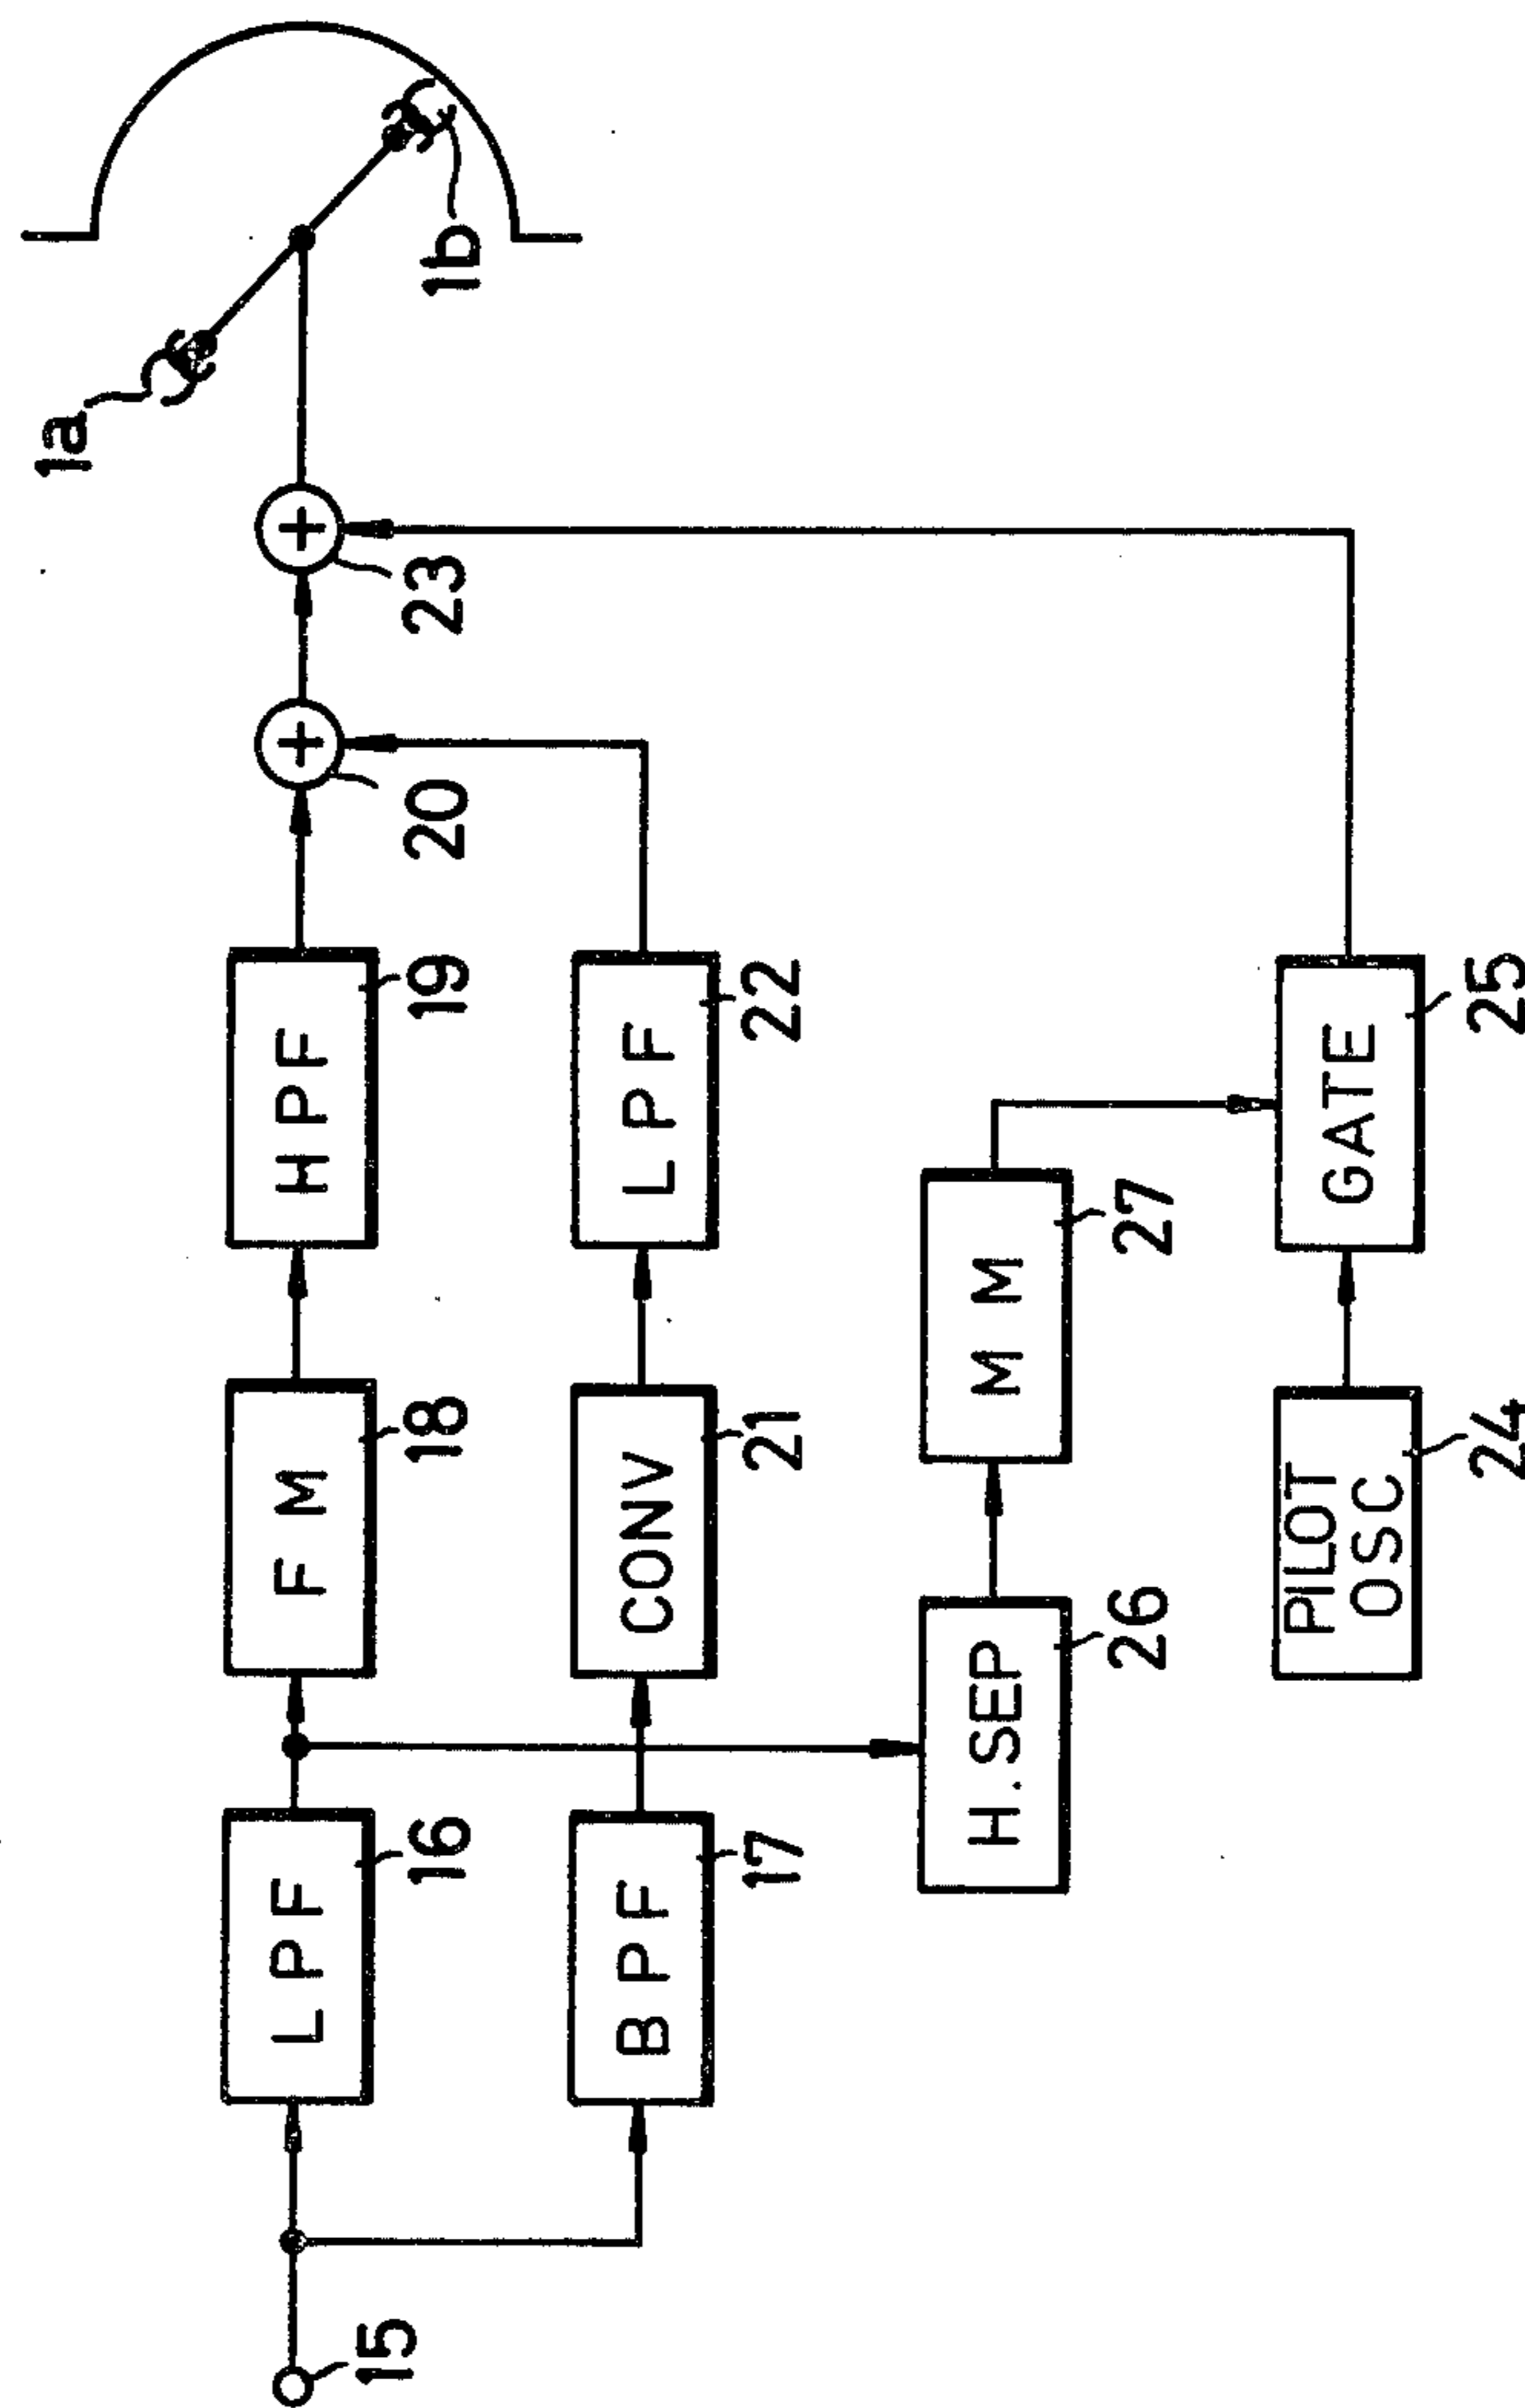 15
LPF
16
FM
18
HPF
19
+
20
+
23
1a
1b
BPF
17
CONV
21
LPF
22
H.SEP
26
MM
27
PILOT
OSC
24
GATE
25